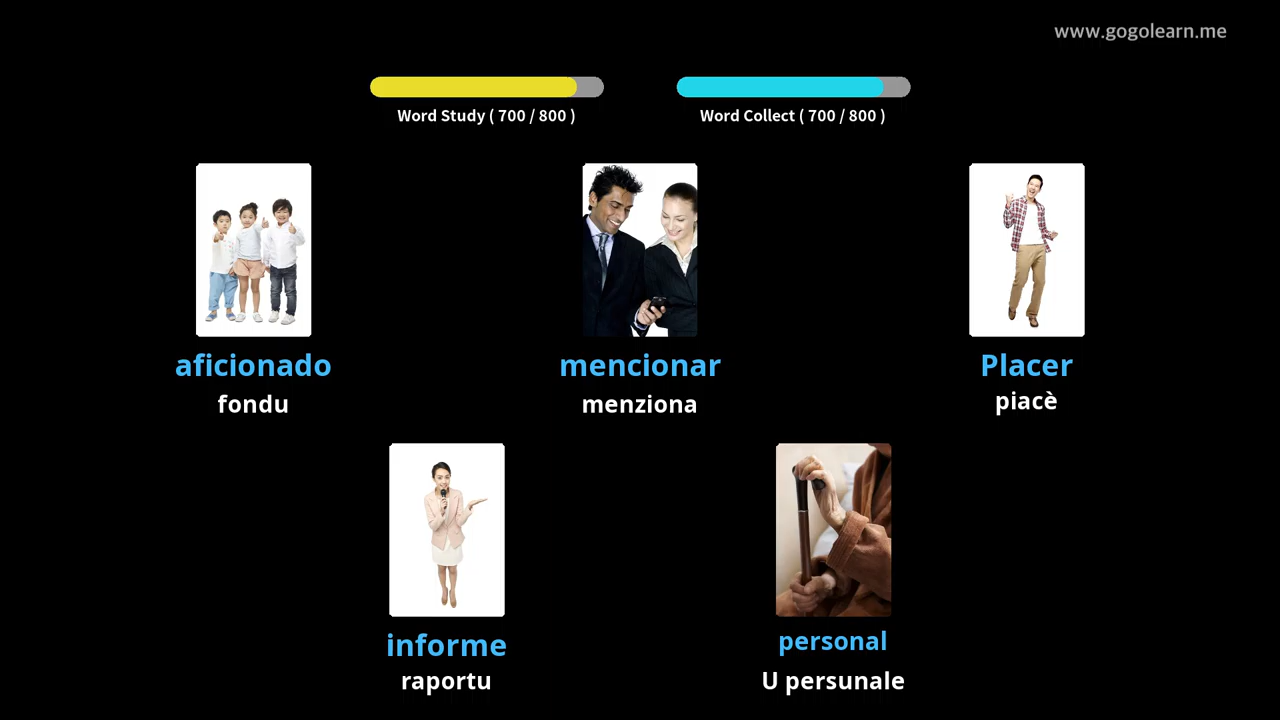 www.gogolearn.me
Word Study ( 700 / 800 )
Word Collect ( 700 / 800 )
aficionado
fondu
mencionar
menziona
Placer
piacè
informe
raportu
personal
U persunale